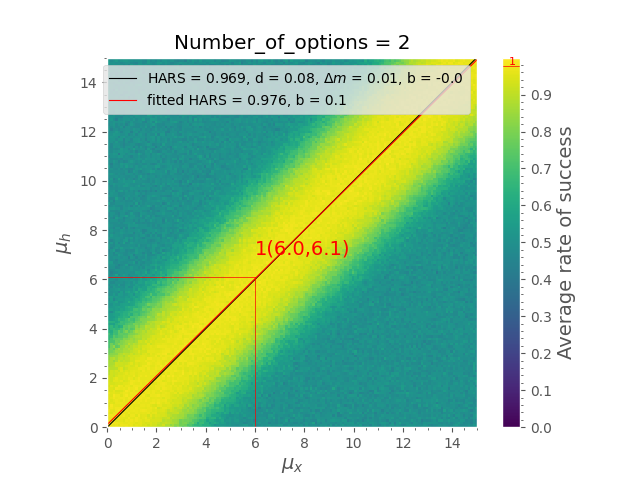 Number_of_options = 2
HARS = 0.969, d = 0.08, Δm = 0.01, b = -0.0
fitted HARS = 0.976, b = 0.1
1(6.0,6.1)
μh
14
12
10
8
6
4
2
0
0 2 4 6 8 10 12 14
μx
1
0.9
0.8
0.7
0.6
0.5
0.4
0.3
0.2
0.1
0.0
Average rate of success